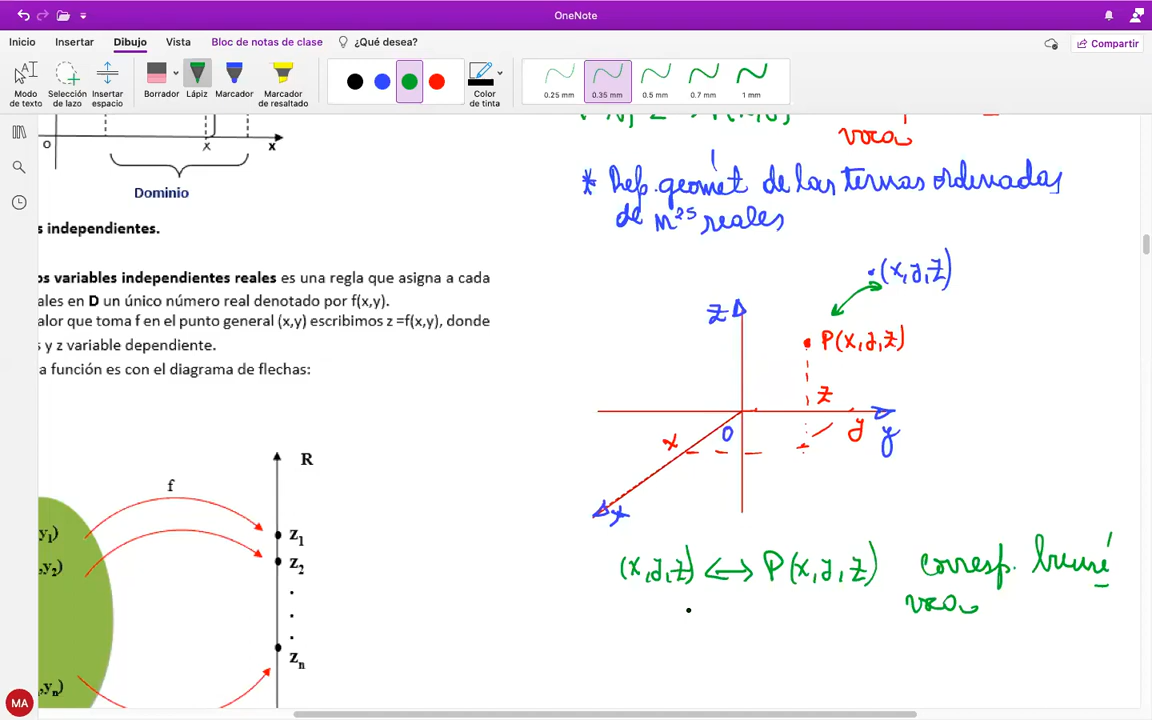 OneNote
Inicio Insertar Dibujo Vista Bloc de notas de clase ¿Qué desea? Compartir
Modo de texto
Selección de lazo
Insertar espacio
Borrador
Lápiz
Marcador
Marcador de resaltado
Color de tinta
0.25 mm 0.35 mm 0.5 mm 0.7 mm 1 mm
O x x
Dominio
s independientes.
os variables independientes reales es una regla que asigna a cada
ales en D un único número real denotado por f(x,y).
alor que toma f en el punto general (x,y) escribimos z =f(x,y), donde
s y z variable dependiente.
a función es con el diagrama de flechas:
R
f
y1) z1
,y2) z2
zn
,yn)
MA
voca
* Rep. geomét de las ternas ordenadas
de nos reales
(x,y,z)
z
P(x,y,z)
z
x 0 y y
x
(x,y,z) ↔ P(x,y,z) corresp. biuní
voca